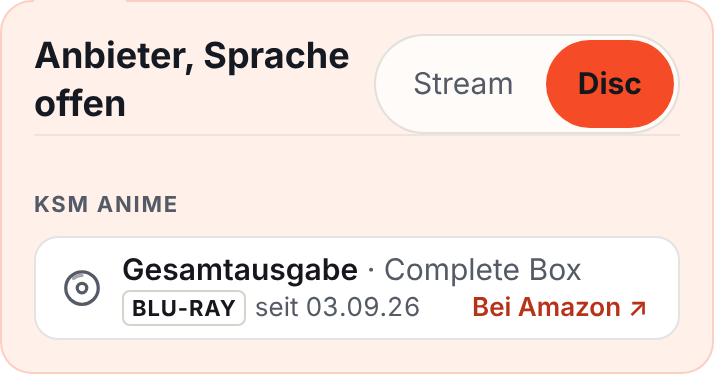 Anbieter, Sprache
offen
Stream
Disc
KSM ANIME
Gesamtausgabe · Complete Box
BLU-RAY seit 03.09.26 Bei Amazon ↗